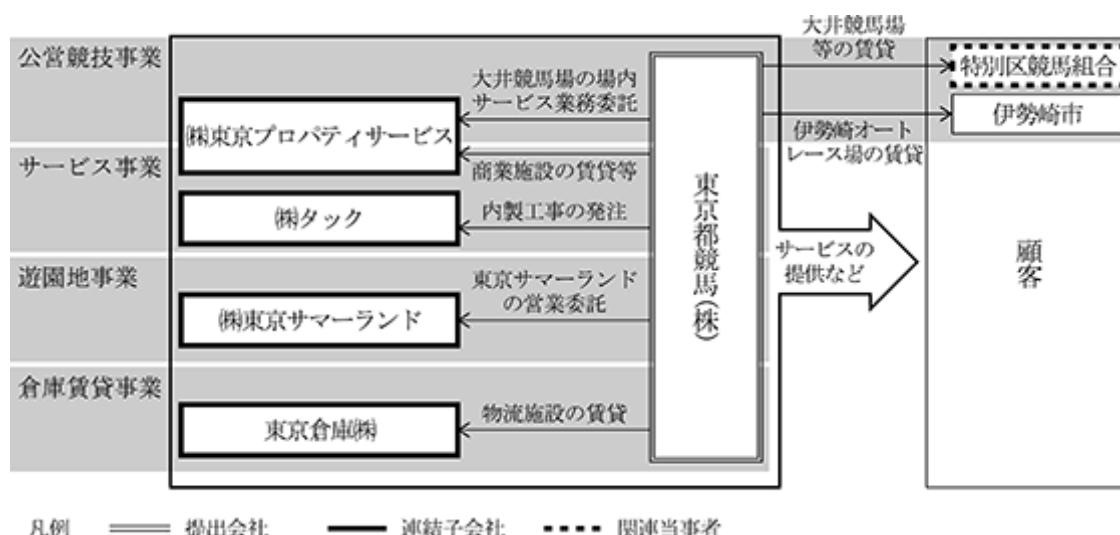 公営競技事業
大井競馬場の場内
サービス業務委託
㈱東京プロパティサービス
商業施設の賃貸等
サービス事業
内製工事の発注
㈱タック
遊園地事業
東京サマーランド
の営業委託
㈱東京サマーランド
倉庫賃貸事業
物流施設の賃貸
東京倉庫㈱
東京都競馬(株)
大井競馬場
等の賃貸
特別区競馬組合
伊勢崎市
伊勢崎オート
レース場の賃貸
サービスの
提供など
顧客
凡例 提出会社 連結子会社 関連当事者